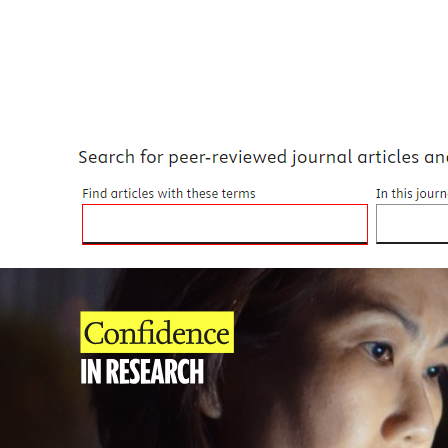 Search for peer-reviewed journal articles an
Find articles with these terms
In this journ
Confidence
IN RESEARCH